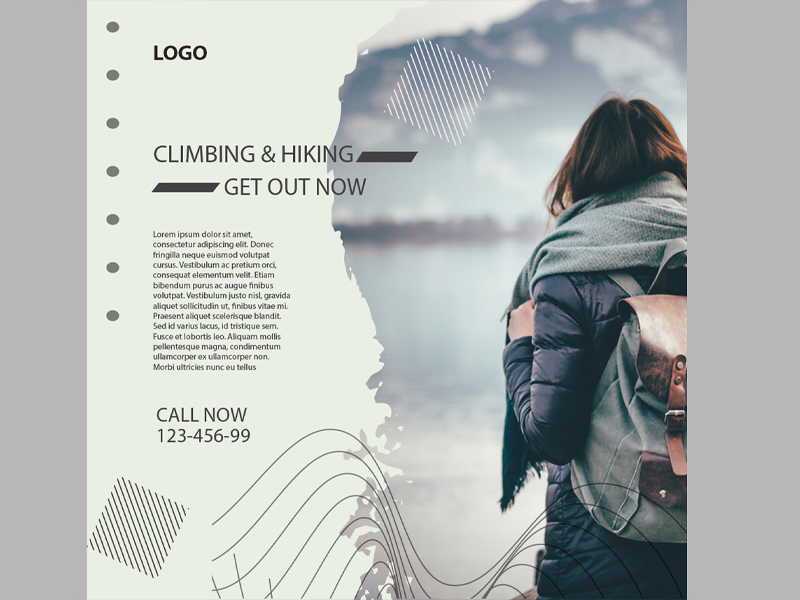 LOGO
CLIMBING & HIKING
GET OUT NOW
Lorem ipsum dolor sit amet,
consectetur adipiscing elit. Donec
fringilla neque euismod volutpat
cursus. Vestibulum ac pretium orci,
consequat elementum velit. Etiam
bibendum purus ac augue finibus
volutpat. Vestibulum justo nisl, gravida
aliquet sollicitudin ut, finibus vitae mi.
Praesent aliquet scelerisque blandit.
Sed id varius lacus, id tristique sem.
Fusce et lobortis leo. Aliquam mollis
pellentesque magna, condimentum
ullamcorper ex ullamcorper non.
Morbi ultricies nunc eu tellus
CALL NOW
123-456-99